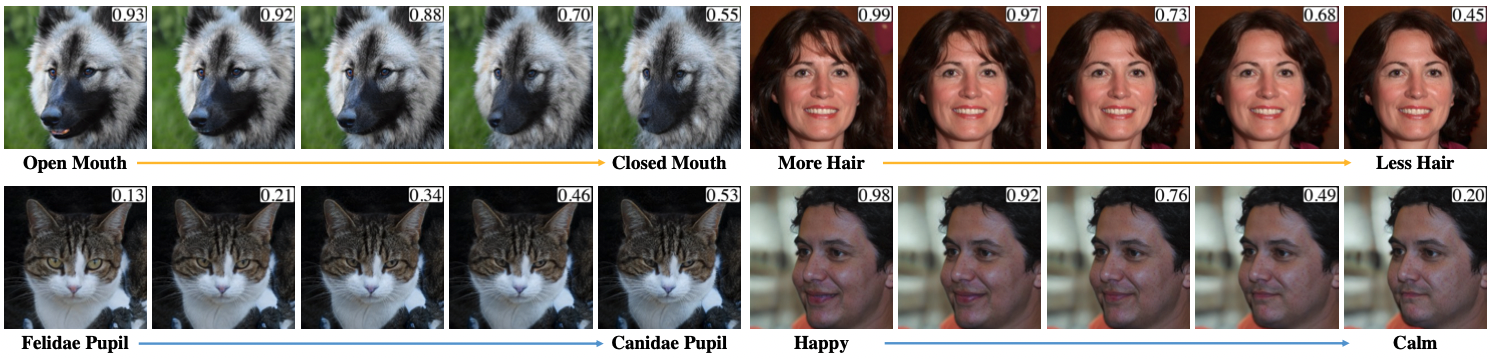 0.93 0.92 0.88 0.70 0.55 0.99 0.97 0.73 0.68 0.45
Open Mouth Closed Mouth More Hair Less Hair
0.13 0.21 0.34 0.46 0.53 0.98 0.92 0.76 0.49 0.20
Felidae Pupil Canidae Pupil Happy Calm